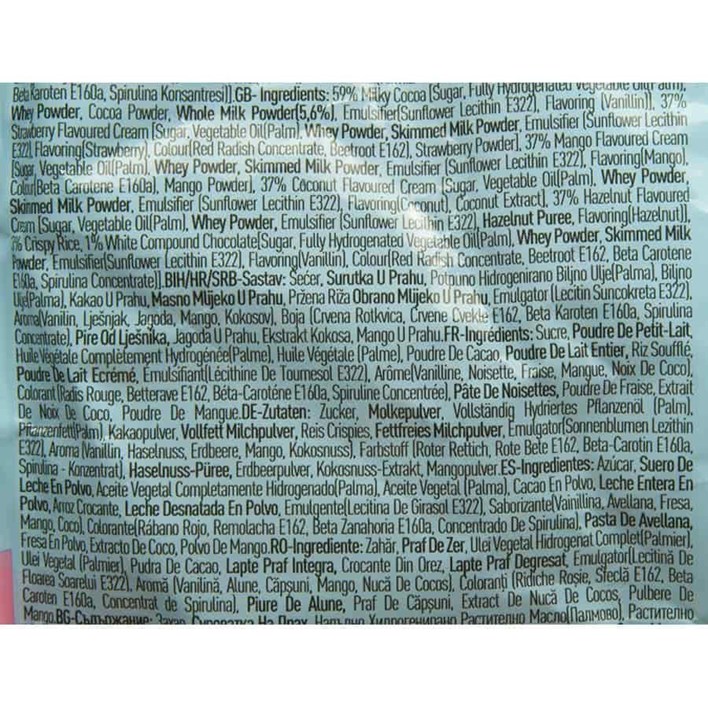 BetaKaroten E160a, Spirulina Konsantresi)].GB- Ingredients: 59% Milky Cocoa (Sugar, Fully Hydrogenated Vegetable Oil(Palm),
Whey Powder, Cocoa Powder, Whole Milk Powder(5,6%), Emulsifier(Sunflower Lecithin E322), Flavoring (Vanillin)], 37%
Strawberry Flavoured Cream (Sugar, Vegetable Oil(Palm), Whey Powder, Skimmed Milk Powder, Emulsifier (Sunflower Lecithin
E322), Flavoring(Strawberry), Colour(Red Radish Concentrate, Beetroot E162), Strawberry Powder), 37% Mango Flavoured Cream
(Sugar, Vegetable Oil(Palm), Whey Powder, Skimmed Milk Powder, Emulsifier (Sunflower Lecithin E322), Flavoring(Mango),
Colour(Beta Carotene E160a), Mango Powder), 37% Coconut Flavoured Cream (Sugar, Vegetable Oil(Palm), Whey Powder,
Skimmed Milk Powder, Emulsifier (Sunflower Lecithin E322), Flavoring(Coconut), Coconut Extract), 37% Hazelnut Flavoured
Cream (Sugar, Vegetable Oil(Palm), Whey Powder, Emulsifier (Sunflower Lecithin E322), Hazelnut Puree, Flavoring(Hazelnut)),
% Crispy Rice, 1% White Compound Chocolate(Sugar, Fully Hydrogenated Vegetable Oil(Palm), Whey Powder, Skimmed Milk
Powder, Emulsifier(Sunflower Lecithin E322), Flavoring(Vanillin), Colour(Red Radish Concentrate, Beetroot E162, Beta Carotene
E160a, Spirulina Concentrate)].BIH/HR/SRB-Sastav: Šećer, Surutka U Prahu, Potpuno Hidrogenirano Biljno Ulje(Palma), Biljno
Ulje(Palma), Kakao U Prahu, Masno Mlijeko U Prahu, Pržena Riža Obrano Mlijeko U Prahu, Emulgator (Lecitin Suncokreta E322),
Aroma(Vanilin, Lješnjak, Jagoda, Mango, Kokosov), Boja (Crvena Rotkvica, Crvene Cvekle E162, Beta Karoten E160a, Spirulina
Concentrate), Pire Od Lješnika, Jagoda U Prahu, Ekstrakt Kokosa, Mango U Prahu.FR-Ingrédients: Sucre, Poudre De Petit-Lait,
Huile Végétale Complètement Hydrogénée(Palme), Huile Végétale (Palme), Poudre De Cacao, Poudre De Lait Entier, Riz Soufflé,
Poudre De Lait Ecrémé, Émulsifiant(Lécithine De Tournesol E322), Arôme(Vanilline, Noisette, Fraise, Mangue, Noix De Coco),
Colorant(Radis Rouge, Betterave E162, Béta-Caroténe E160a, Spiruline Concentrée), Pâte De Noisettes, Poudre De Fraise, Extrait
De Noix De Coco, Poudre De Mangue.DE-Zutaten: Zucker, Molkepulver, Vollständig Hydriertes Pflanzenöl (Palm),
Pflanzenfett(Palm), Kakaopulver, Vollfett Milchpulver, Reis Crispies, Fettfreies Milchpulver, Emulgator(Sonnenblumen Lezithin
E322), Aroma (Vanillin, Haselnuss, Erdbeere, Mango, Kokosnuss), Farbstoff (Roter Rettich, Rote Bete E162, Beta-Carotin E160a,
Spirulina - Konzentrat), Haselnuss-Püree, Erdbeerpulver, Kokosnuss-Extrakt, Mangopulver.ES-Ingredientes: Azúcar, Suero De
Leche En Polvo, Aceite Vegetal Completamente Hidrogenado(Palma), Aceite Vegetal (Palma), Cacao En Polvo, Leche Entera En
Polvo, Arroz Crocante, Leche Desnatada En Polvo, Emulgente(Lecitina De Girasol E322), Saborizante(Vainillina, Avellana, Fresa,
Mango, Coco), Colorante(Rábano Rojo, Remolacha E162, Beta Zanahoria E160a, Concentrado De Spirulina), Pasta De Avellana,
Fresa En Polvo, Extracto De Coco, Polvo De Mango.RO-Ingrediente: Zahăr, Praf De Zer, Ulei Vegetal Hidrogenat Complet(Palmier),
Ulei Vegetal (Palmier), Pudra De Cacao, Lapte Praf Integra, Crocante Din Orez, Lapte Praf Degresat, Emulgator(Lecitină De
Floarea Soarelui E322), Aromă (Vanilină, Alune, Căpșuni, Mango, Nucă De Cocos), Coloranți (Ridiche Roșie, Sfeclă E162, Beta
Caroten E160a, Concentrat de Spirulina), Piure De Alune, Praf De Căpșuni, Extract De Nucă De Cocos, Pulbere De
Mango.BG-Съпържание: Захар, Суроватка На Прах, Напълно Хидрогенирано Растително Масло(Палмово), Растително